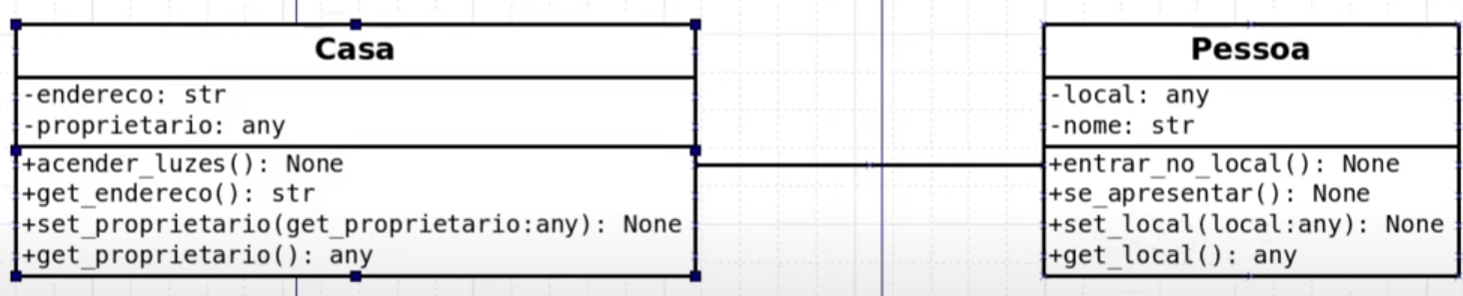 Casa
-endereco: str
-proprietario: any
+acender_luzes(): None
+get_endereco(): str
+set_proprietario(get_proprietario:any): None
+get_proprietario(): any
Pessoa
-local: any
-nome: str
+entrar_no_local(): None
+se_apresentar(): None
+set_local(local:any): None
+get_local(): any